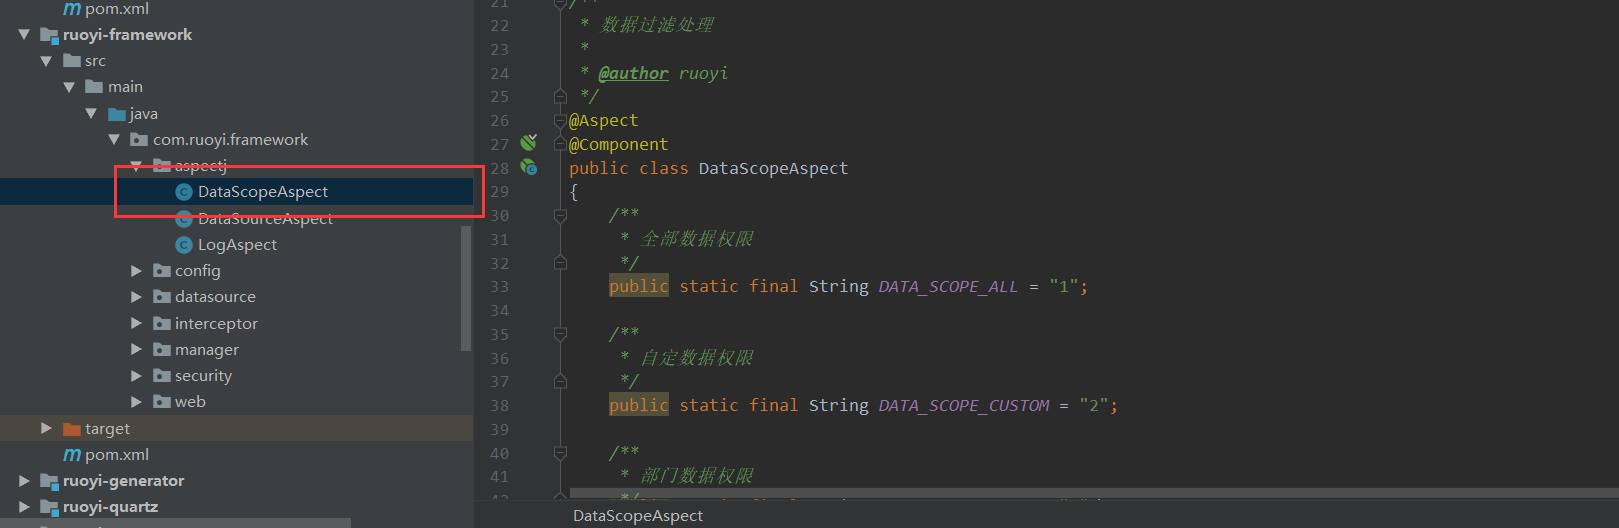 pom.xml
ruoyi-framework
src
main
java
com.ruoyi.framework
aspectj
DataScopeAspect
DataSourceAspect
LogAspect
config
datasource
interceptor
manager
security
web
target
pom.xml
ruoyi-generator
ruoyi-quartz
21 /**
22 * 数据过滤处理
23 *
24 * @author ruoyi
25 */
26 @Aspect
27 @Component
28 public class DataScopeAspect
29 {
30 /**
31 * 全部数据权限
32 */
33 public static final String DATA_SCOPE_ALL = "1";
34
35 /**
36 * 自定数据权限
37 */
38 public static final String DATA_SCOPE_CUSTOM = "2";
39
40 /**
41 * 部门数据权限
42 */
DataScopeAspect